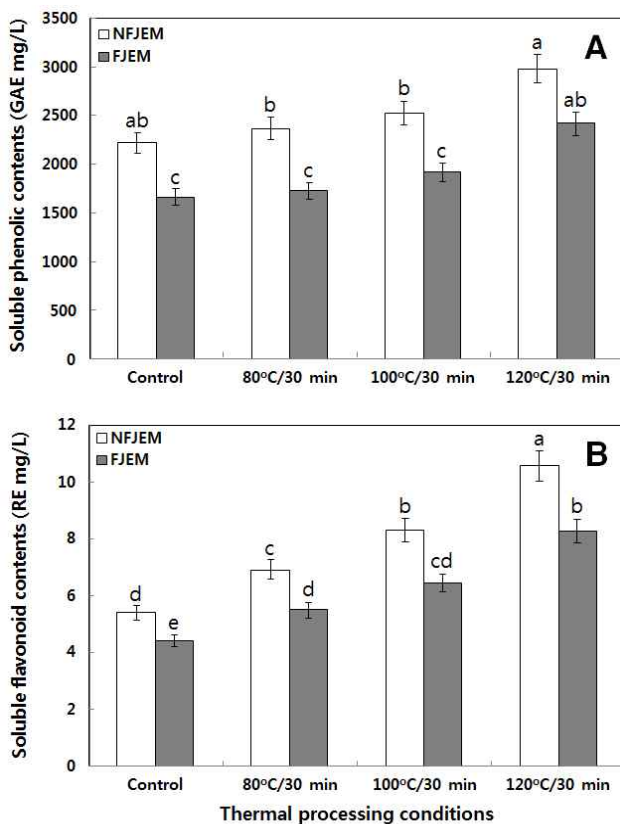 NFJEM
FJEM
A
a
ab
b
b
ab
c
c
c
Soluble phenolic contents (GAE mg/L)
3500
3000
2500
2000
1500
1000
500
0
Control 80°C/30 min 100°C/30 min 120°C/30 min
NFJEM
FJEM
B
a
b
b
c
cd
d
d
e
Soluble flavonoid contents (RE mg/L)
12
10
8
6
4
2
0
Control 80°C/30 min 100°C/30 min 120°C/30 min
Thermal processing conditions